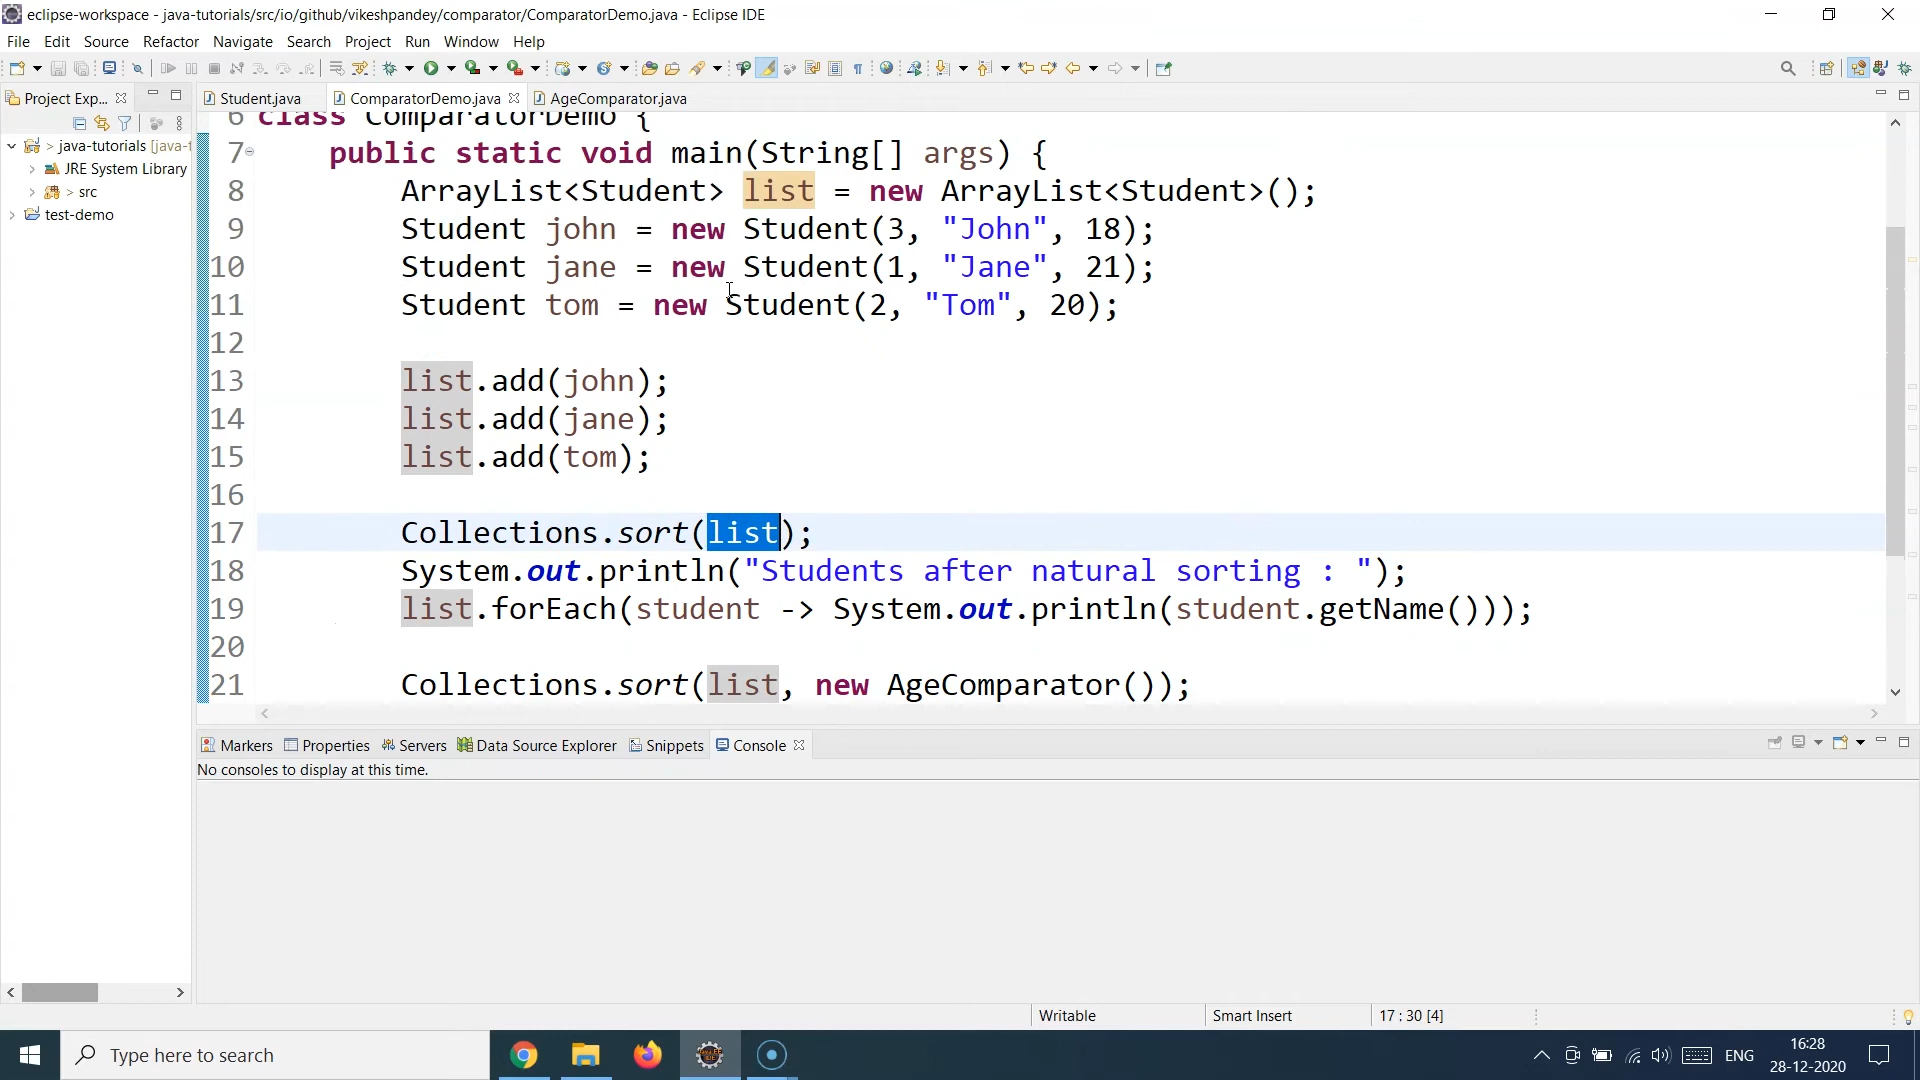 eclipse-workspace - java-tutorials/src/io/github/vikeshpandey/comparator/ComparatorDemo.java - Eclipse IDE
File Edit Source Refactor Navigate Search Project Run Window Help
Project Exp... Student.java ComparatorDemo.java AgeComparator.java
> java-tutorials [java-t
JRE System Library
> src
test-demo
6 class ComparatorDemo {
7 public static void main(String[] args) {
8 ArrayList<Student> list = new ArrayList<Student>();
9 Student john = new Student(3, "John", 18);
10 Student jane = new Student(1, "Jane", 21);
11 Student tom = new Student(2, "Tom", 20);
12
13 list.add(john);
14 list.add(jane);
15 list.add(tom);
16
17 Collections.sort(list);
18 System.out.println("Students after natural sorting : ");
19 list.forEach(student -> System.out.println(student.getName()));
20
21 Collections.sort(list, new AgeComparator());
Markers Properties Servers Data Source Explorer Snippets Console
No consoles to display at this time.
Writable Smart Insert 17 : 30 [4]
Type here to search
ENG
16:28
28-12-2020